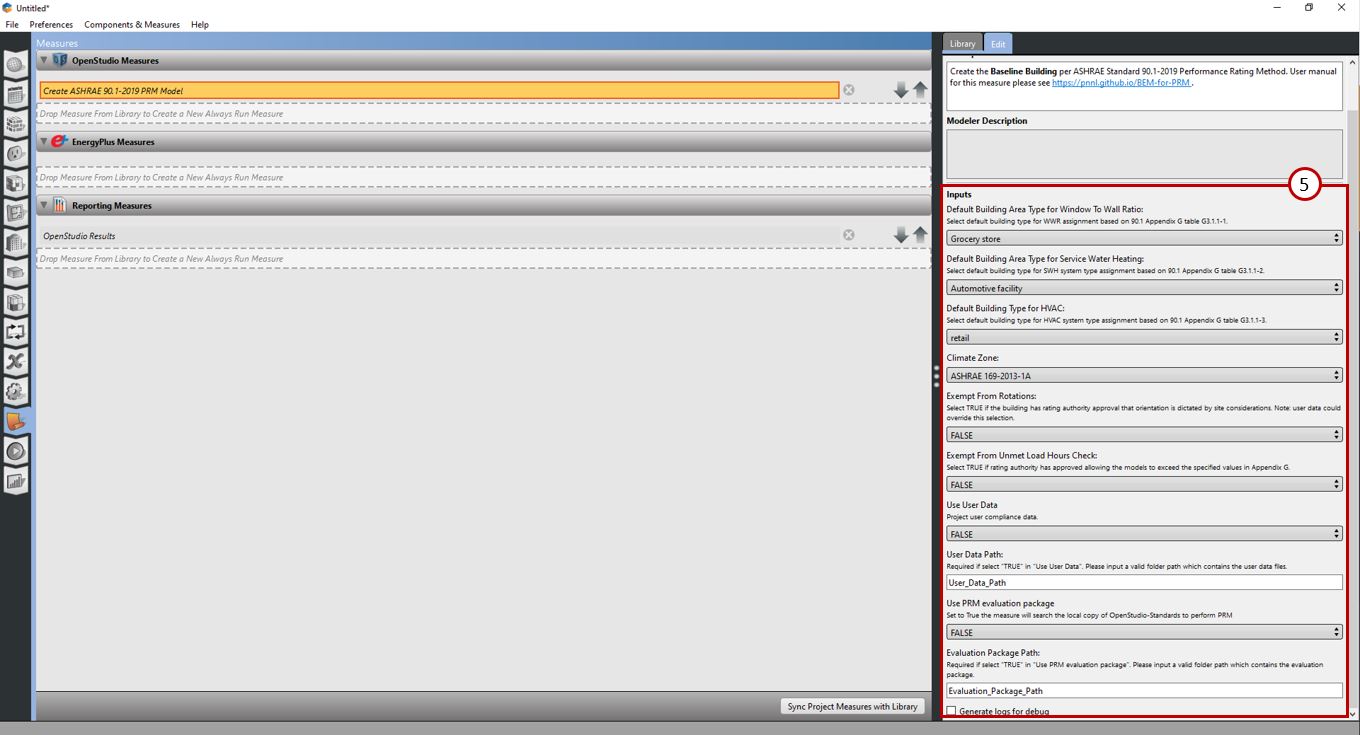 Untitled*
File Preferences Components & Measures Help
Measures
OpenStudio Measures
Create ASHRAE 90.1-2019 PRM Model
Drop Measure From Library to Create a New Always Run Measure
EnergyPlus Measures
Drop Measure From Library to Create a New Always Run Measure
Reporting Measures
OpenStudio Results
Drop Measure From Library to Create a New Always Run Measure
Sync Project Measures with Library
Library Edit
Create the Baseline Building per ASHRAE Standard 90.1-2019 Performance Rating Method. User manual
for this measure please see https://pnnl.github.io/BEM-for-PRM .
Modeler Description
5
Inputs
Default Building Area Type for Window To Wall Ratio:
Select default building type for WWR assignment based on 90.1 Appendix G table G3.1.1-1.
Grocery store
Default Building Area Type for Service Water Heating:
Select default building type for SWH system type assignment based on 90.1 Appendix G table G3.1.1-2.
Automotive facility
Default Building Type for HVAC:
Select default building type for HVAC system type assignment based on 90.1 Appendix G table G3.1.1-3.
retail
Climate Zone:
ASHRAE 169-2013-1A
Exempt From Rotations:
Select TRUE if the building has rating authority approval that orientation is dictated by site considerations. Note: user data could
override this selection.
FALSE
Exempt From Unmet Load Hours Check:
Select TRUE if rating authority has approved allowing the models to exceed the specified values in Appendix G.
FALSE
Use User Data
Project user compliance data.
FALSE
User Data Path:
Required if select "TRUE" in "Use User Data". Please input a valid folder path which contains the user data files.
User_Data_Path
Use PRM evaluation package
Set to True the measure will search the local copy of OpenStudio-Standards to perform PRM
FALSE
Evaluation Package Path:
Required if select "TRUE" in "Use PRM evaluation package". Please input a valid folder path which contains the evaluation
package.
Evaluation_Package_Path
Generate logs for debug